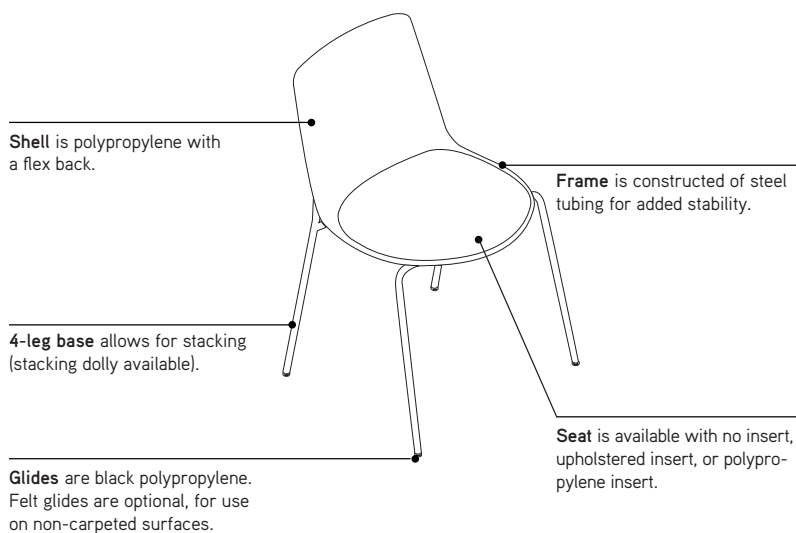 Shell is polypropylene with
a flex back.
Frame is constructed of steel
tubing for added stability.
4-leg base allows for stacking
(stacking dolly available).
Seat is available with no insert,
upholstered insert, or polypro-
pylene insert.
Glides are black polypropylene.
Felt glides are optional, for use
on non-carpeted surfaces.